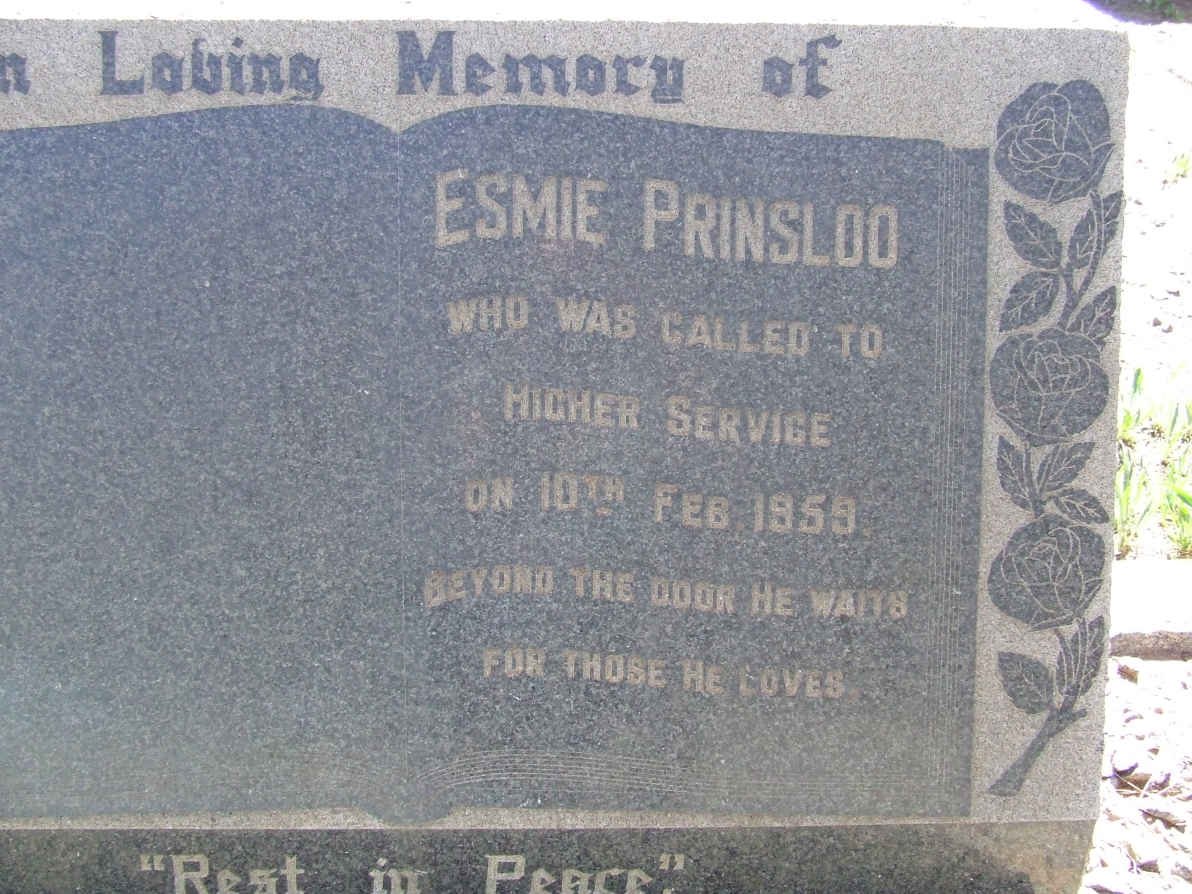 n Loving Memory of
ESMIE PRINSLOO
WHO WAS CALLED TO
HIGHER SERVICE
ON 10TH FEB. 1959.
BEYOND THE DOOR HE WAITS
FOR THOSE HE LOVES.
"Rest in Peace."